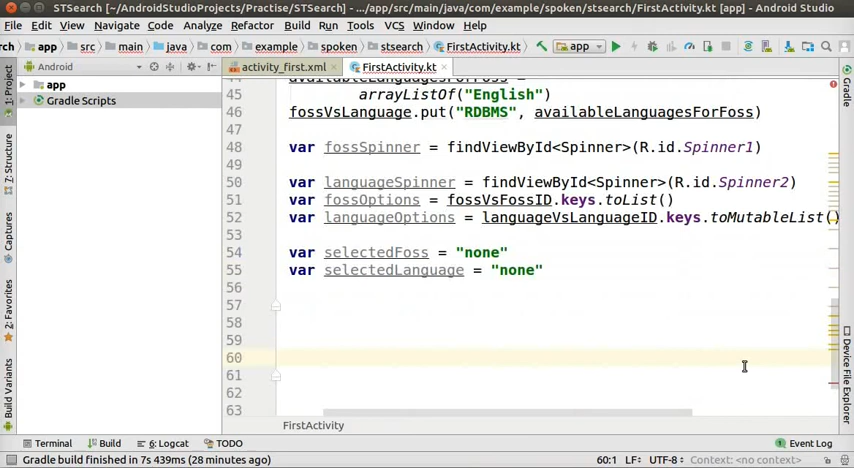 STSearch [~/AndroidStudioProjects/Practise/STSearch] - .../app/src/main/java/com/example/spoken/stsearch/FirstActivity.kt [app] - Android Studio
File Edit View Navigate Code Analyze Refactor Build Run Tools VCS Window Help
rch app src main java com example spoken stsearch FirstActivity.kt app
Android activity_first.xml FirstActivity.kt
1: Project
7: Structure
Captures
2: Favorites
Build Variants
app
Gradle Scripts
44 availableLanguagesForFoss =
45 arrayListOf("English")
46 fossVsLanguage.put("RDBMS", availableLanguagesForFoss)
47
48 var fossSpinner = findViewById<Spinner>(R.id.Spinner1)
49
50 var languageSpinner = findViewById<Spinner>(R.id.Spinner2)
51 var fossOptions = fossVsFossID.keys.toList()
52 var languageOptions = languageVsLanguageID.keys.toMutableList()
53
54 var selectedFoss = "none"
55 var selectedLanguage = "none"
56
57
58
59
60
61
62
63
FirstActivity
Gradle
Device File Explorer
Terminal Build 6: Logcat TODO Event Log
Gradle build finished in 7s 439ms (28 minutes ago) 60:1 LF UTF-8 Context: <no context>